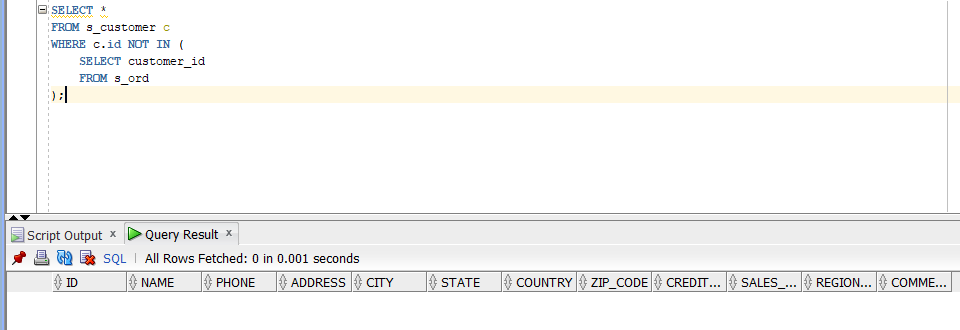 SELECT *
FROM s_customer c
WHERE c.id NOT IN (
SELECT customer_id
FROM s_ord
);
Script Output x Query Result x
SQL All Rows Fetched: 0 in 0.001 seconds
ID NAME PHONE ADDRESS CITY STATE COUNTRY ZIP_CODE CREDIT... SALES_... REGION... COMME...